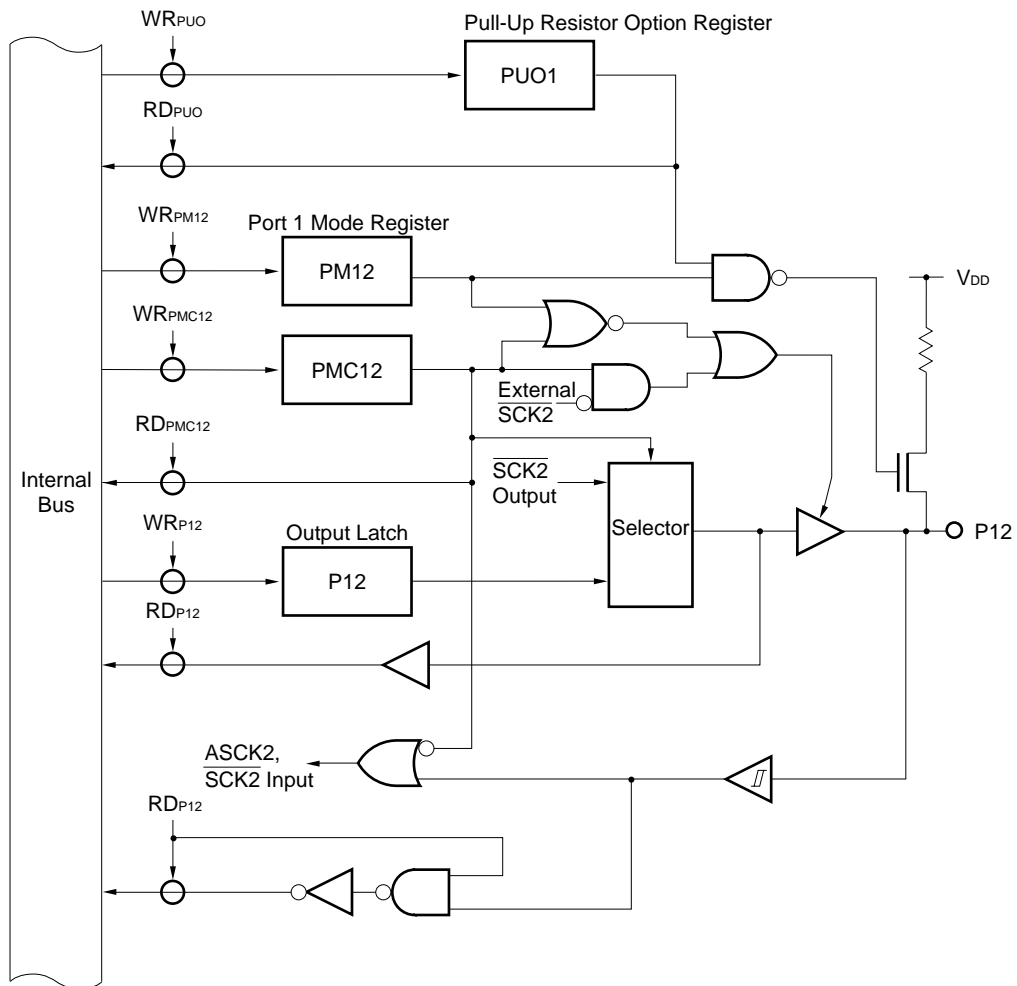 WRPUO
Pull-Up Resistor Option Register
PUO1
RDPUO
WRPM12
Port 1 Mode Register
PM12
VDD
WRPMC12
PMC12
External
SCK2
RDPMC12
Internal
Bus
SCK2
Output
Selector
WRP12
Output Latch
P12
P12
RDP12
ASCK2,
SCK2 Input
RDP12